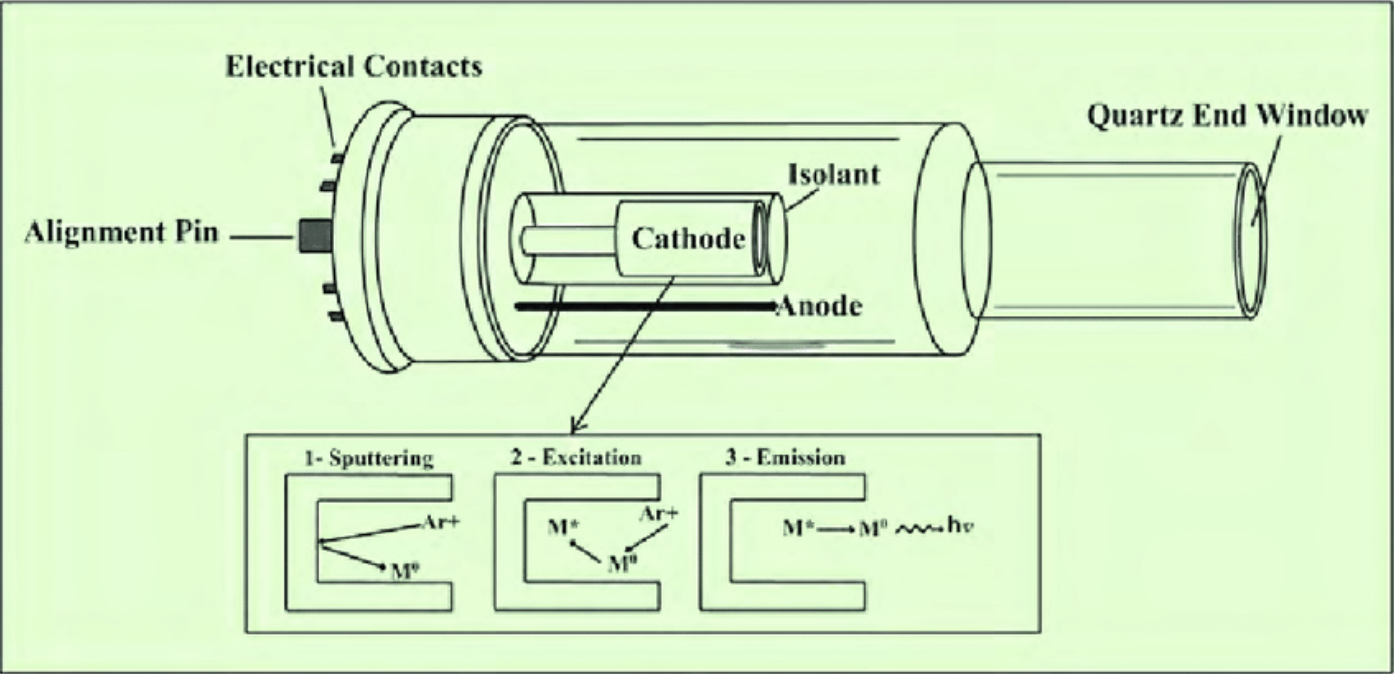 Electrical Contacts
Quartz End Window
Isolant
Alignment Pin
Cathode
Anode
1- Sputtering
2 - Excitation
3 - Emission
Ar+
M⁰
M*
Ar+
M⁰
M* M⁰ hν